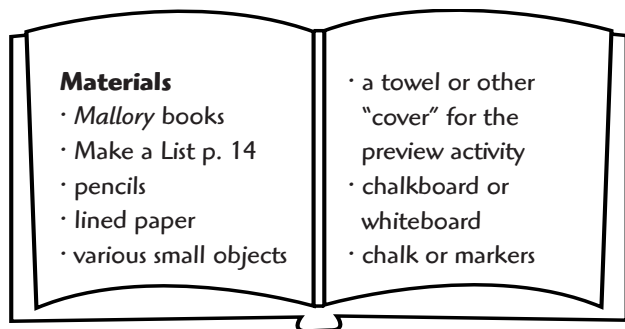 Materials
· Mallory books
· Make a List p. 14
· pencils
· lined paper
· various small objects
· a towel or other
“cover” for the
preview activity
· chalkboard or
whiteboard
· chalk or markers